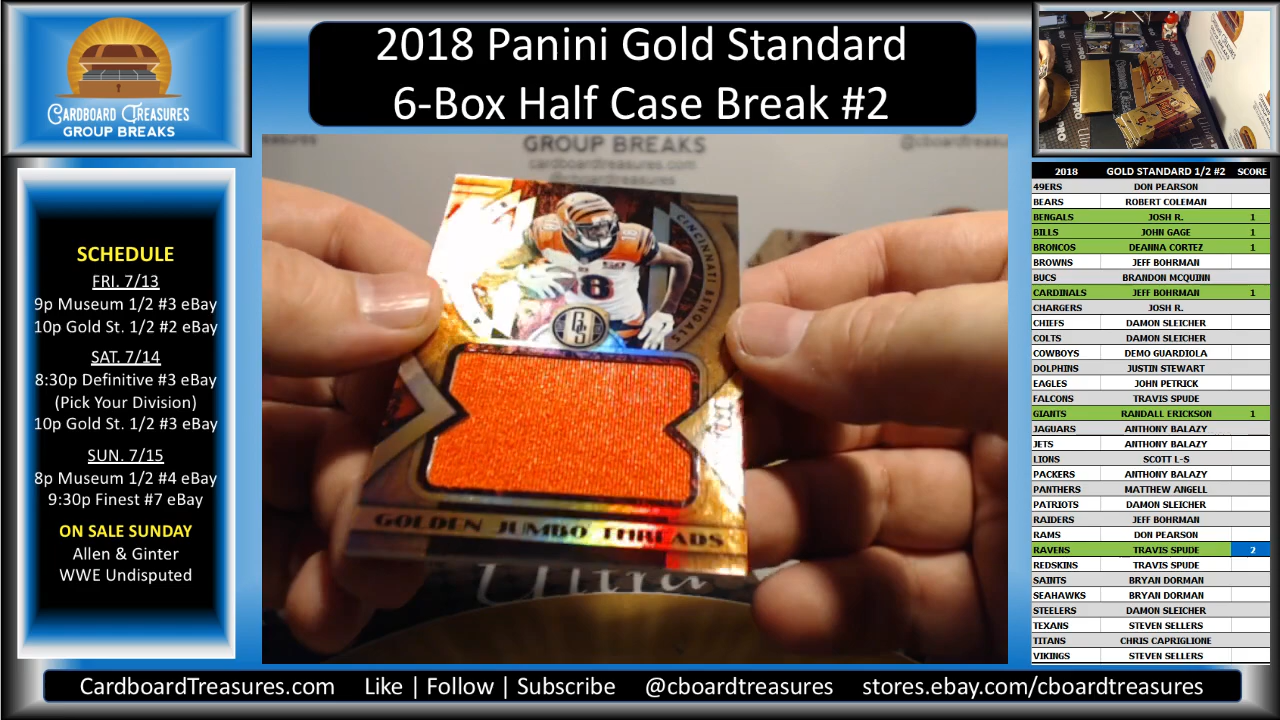 CARDBOARD TREASURES
GROUP BREAKS
2018 Panini Gold Standard
6-Box Half Case Break #2
SCHEDULE
FRI. 7/13
9p Museum 1/2 #3 eBay
10p Gold St. 1/2 #2 eBay
SAT. 7/14
8:30p Definitive #3 eBay
(Pick Your Division)
10p Gold St. 1/2 #3 eBay
SUN. 7/15
8p Museum 1/2 #4 eBay
9:30p Finest #7 eBay
ON SALE SUNDAY
Allen & Ginter
WWE Undisputed
GROUP BREAKS
cardboardtreasures.com
@cboardtreasures
CINCINNATI BENGALS
18
8
GS
GOLDEN JUMBO THREADS
Ultra
2018 GOLD STANDARD 1/2 #2 SCORE
49ERS DON PEARSON
BEARS ROBERT COLEMAN
BENGALS JOSH R. 1
BILLS JOHN GAGE 1
BRONCOS DEANNA CORTEZ 1
BROWNS JEFF BOHRMAN
BUCS BRANDON MCQUINN
CARDINALS JEFF BOHRMAN 1
CHARGERS JOSH R.
CHIEFS DAMON SLEICHER
COLTS DAMON SLEICHER
COWBOYS DEMO GUARDIOLA
DOLPHINS JUSTIN STEWART
EAGLES JOHN PETRICK
FALCONS TRAVIS SPUDE
GIANTS RANDALL ERICKSON 1
JAGUARS ANTHONY BALAZY
JETS ANTHONY BALAZY
LIONS SCOTT L-S
PACKERS ANTHONY BALAZY
PANTHERS MATTHEW ANGELL
PATRIOTS DAMON SLEICHER
RAIDERS JEFF BOHRMAN
RAMS DON PEARSON
RAVENS TRAVIS SPUDE 2
REDSKINS TRAVIS SPUDE
SAINTS BRYAN DORMAN
SEAHAWKS BRYAN DORMAN
STEELERS DAMON SLEICHER
TEXANS STEVEN SELLERS
TITANS CHRIS CAPRIGLIONE
VIKINGS STEVEN SELLERS
CardboardTreasures.com Like | Follow | Subscribe @cboardtreasures stores.ebay.com/cboardtreasures